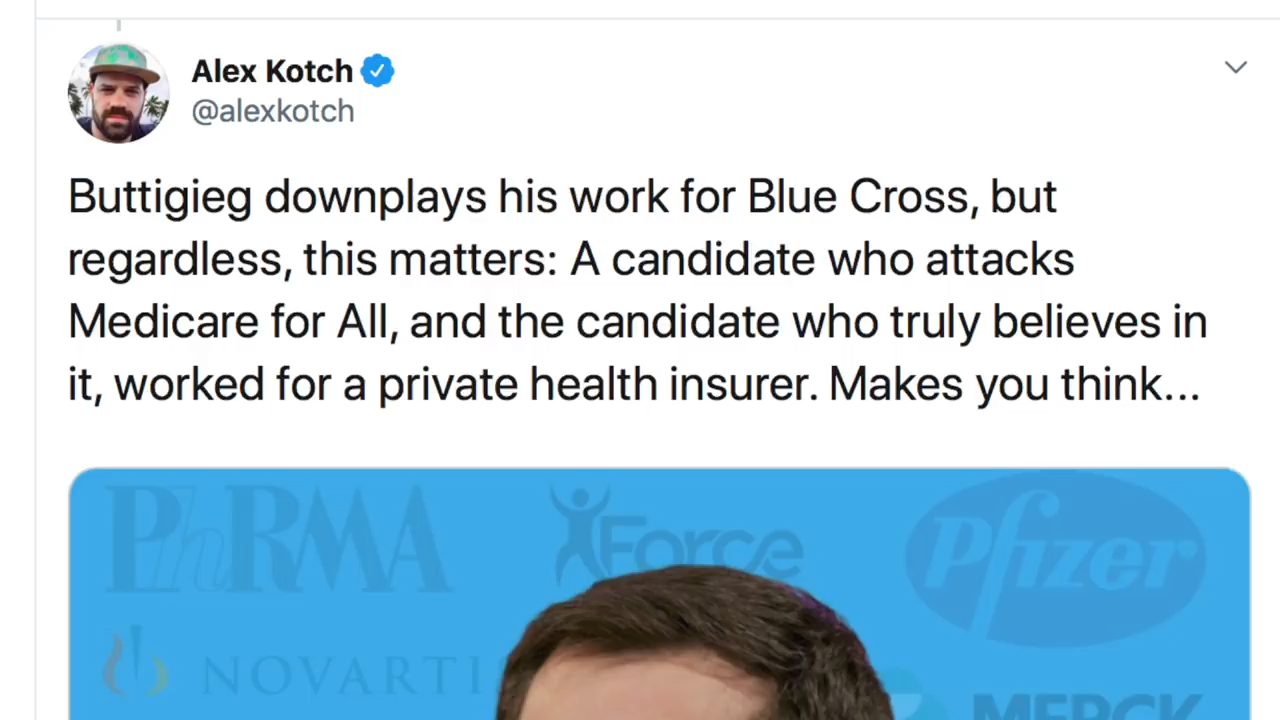 Alex Kotch
@alexkotch
Buttigieg downplays his work for Blue Cross, but
regardless, this matters: A candidate who attacks
Medicare for All, and the candidate who truly believes in
it, worked for a private health insurer. Makes you think...
PhRMA
Force
Pfizer
NOVARTIS
MERCK